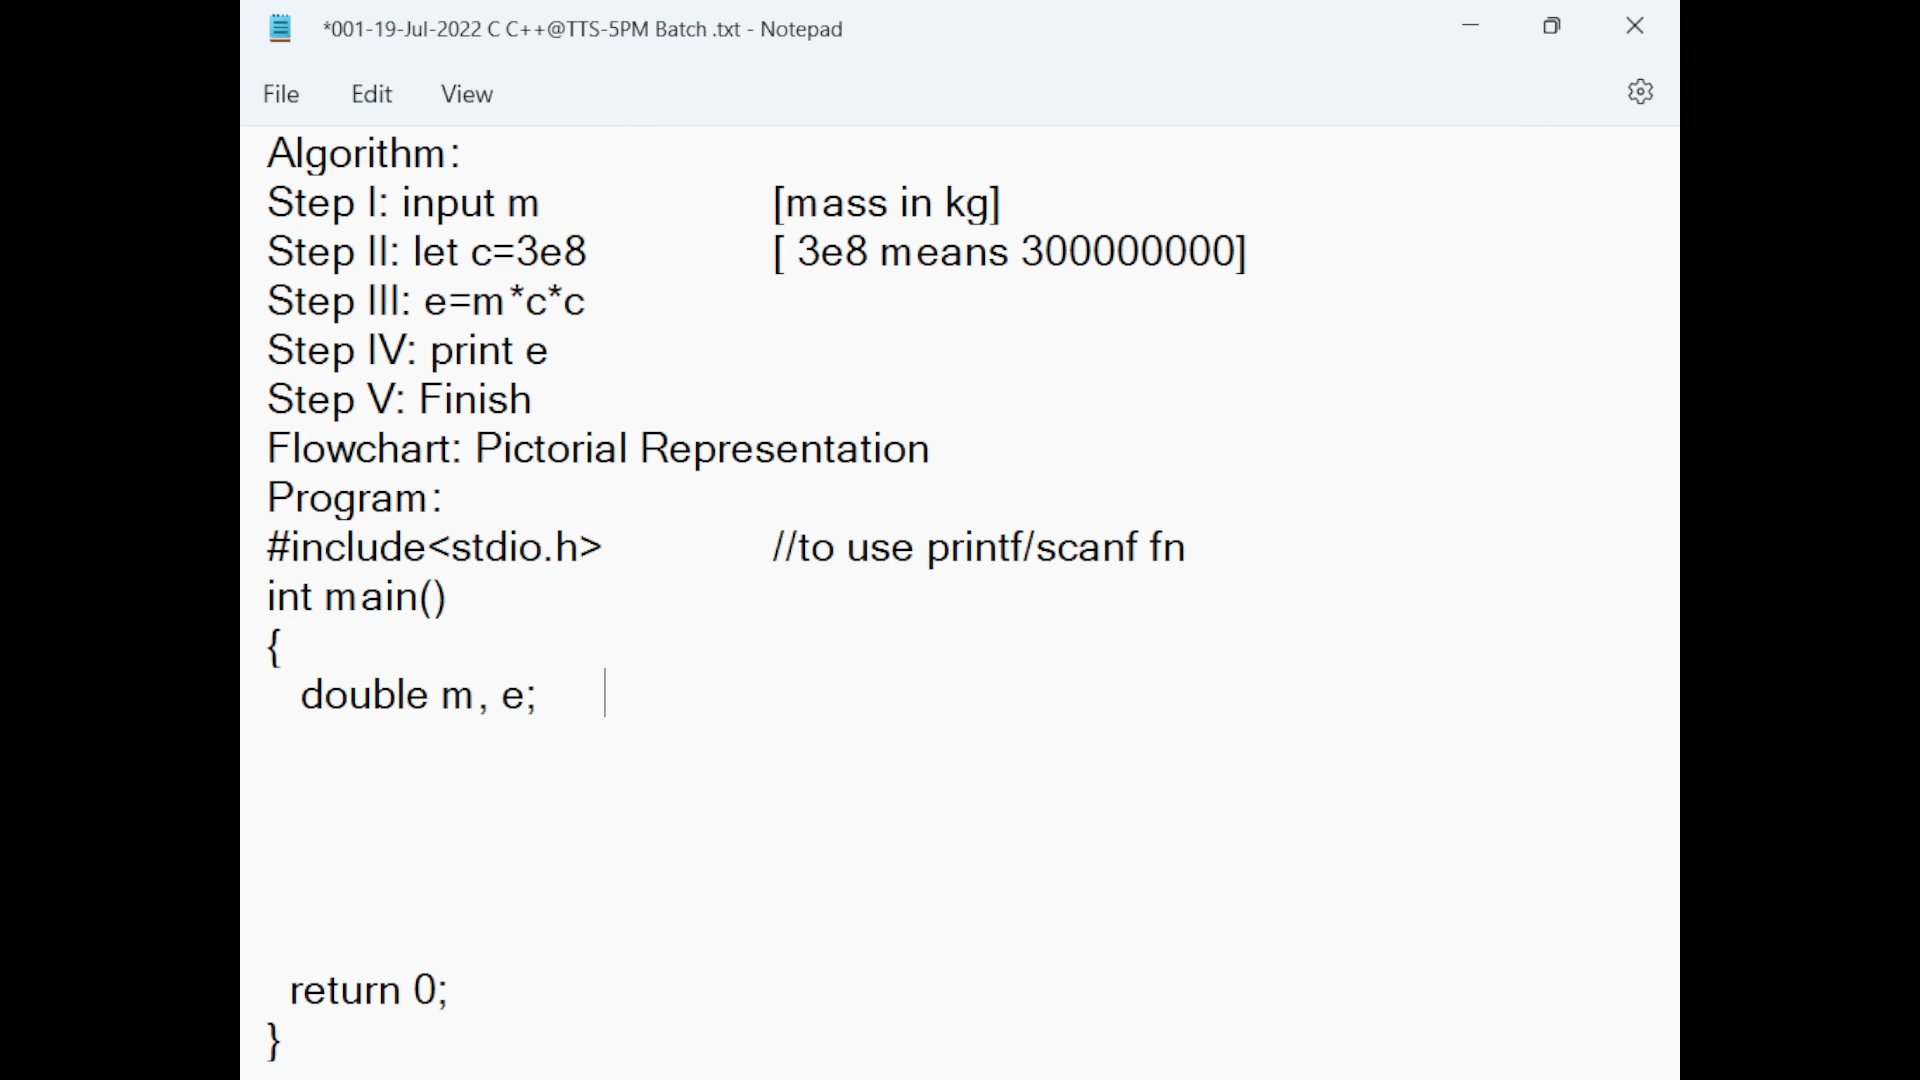 *001-19-Jul-2022 C C++@TTS-5PM Batch .txt - Notepad
File Edit View
Algorithm:
Step I: input m [mass in kg]
Step II: let c=3e8 [ 3e8 means 300000000]
Step III: e=m*c*c
Step IV: print e
Step V: Finish
Flowchart: Pictorial Representation
Program:
#include<stdio.h> //to use printf/scanf fn
int main()
{
double m, e;
return 0;
}